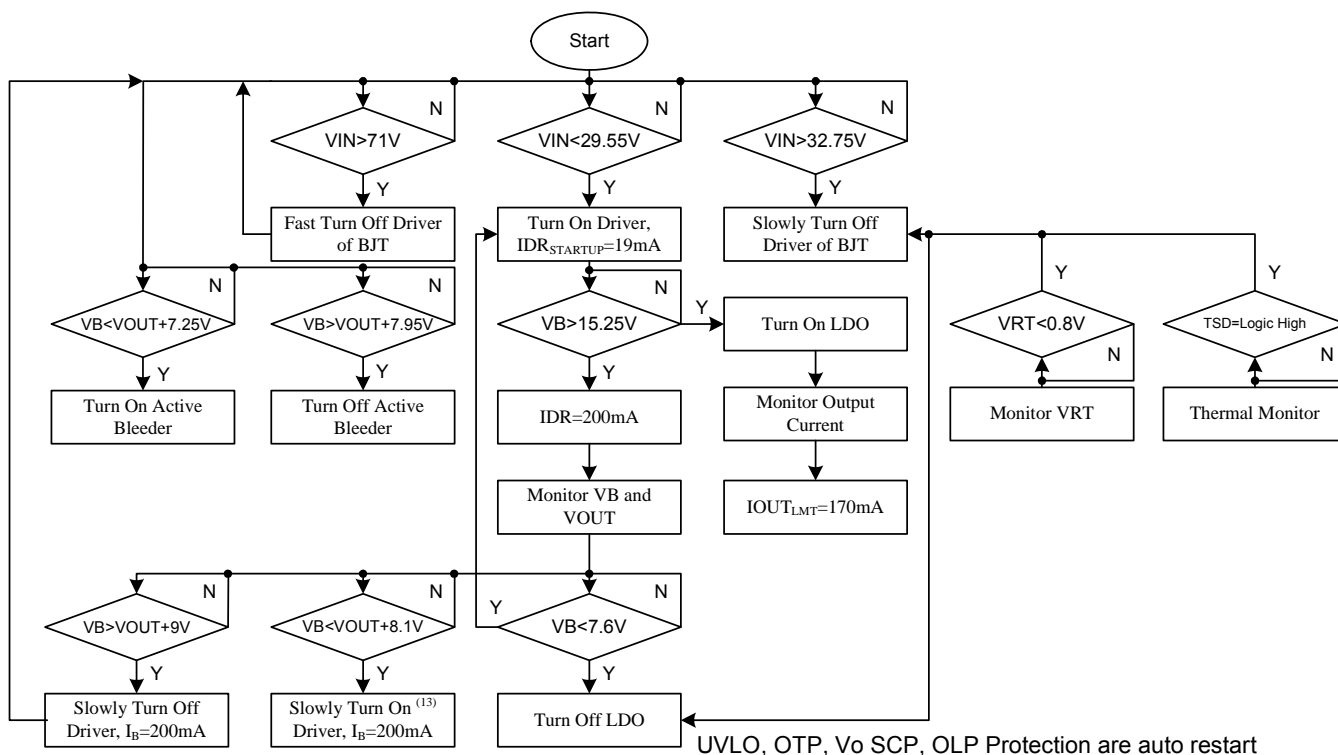 Start
N
N
N
VIN>71V
VIN<29.55V
VIN>32.75V
Y
Y
Y
Fast Turn Off Driver
of BJT
Turn On Driver,
IDRSTARTUP=19mA
Slowly Turn Off
Driver of BJT
N
N
N
Y
Y
Y
VB<VOUT+7.25V
VB>VOUT+7.95V
VB>15.25V
Turn On LDO
VRT<0.8V
TSD=Logic High
N
N
Y
Y
Y
Turn On Active
Bleeder
Turn Off Active
Bleeder
IDR=200mA
Monitor Output
Current
Monitor VRT
Thermal Monitor
Monitor VB and
VOUT
IOUTLMT=170mA
N
N
N
Y
VB>VOUT+9V
VB<VOUT+8.1V
VB<7.6V
Y
Y
Y
Slowly Turn Off
Driver, IB=200mA
Slowly Turn On (13)
Driver, IB=200mA
Turn Off LDO
UVLO, OTP, Vo SCP, OLP Protection are auto restart